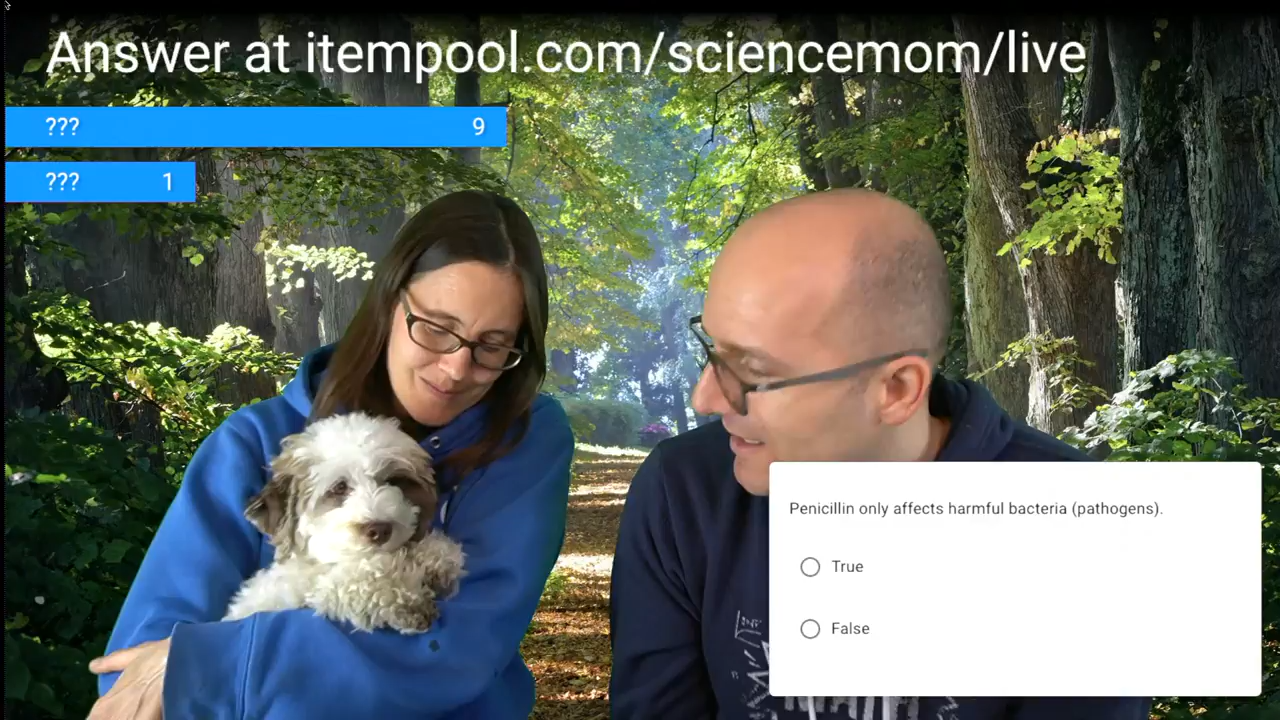 Answer at itempool.com/sciencemom/live
??? 9
??? 1
Penicillin only affects harmful bacteria (pathogens).
True
False